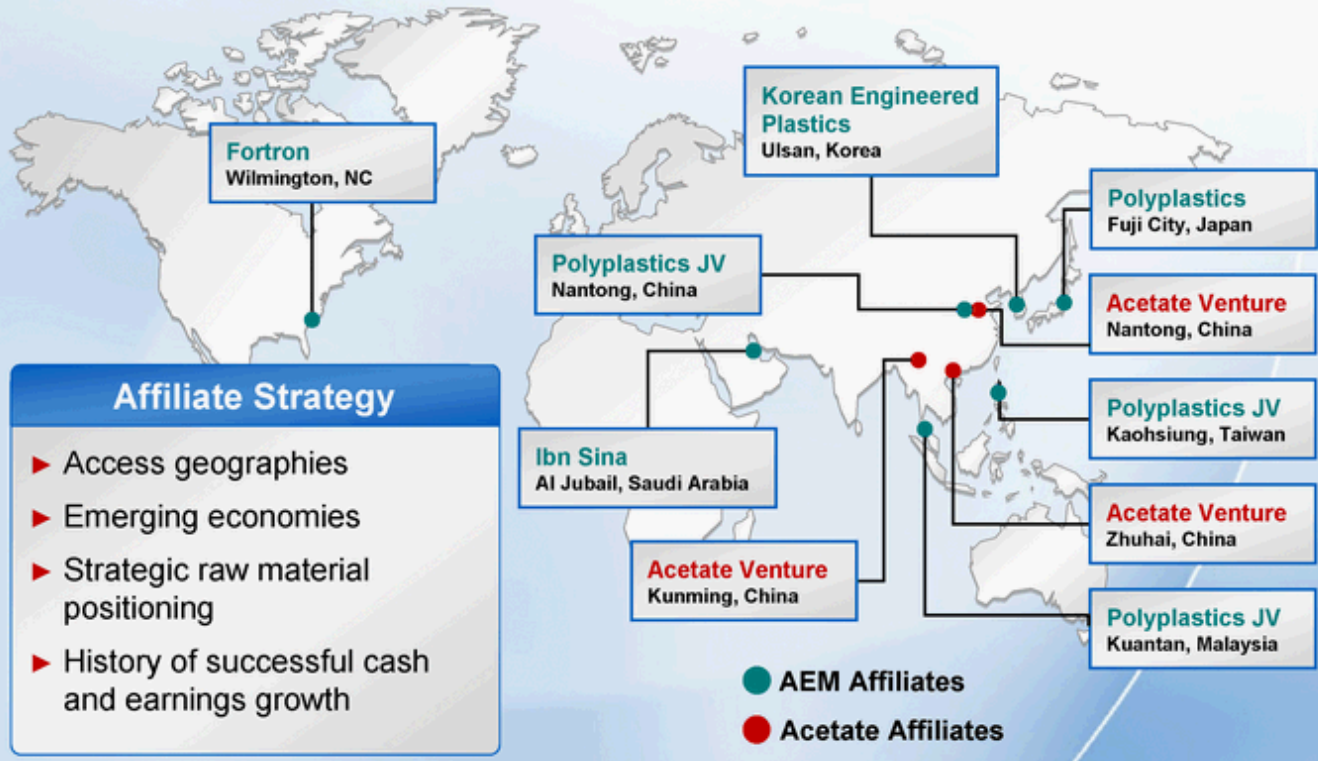 Korean Engineered
Plastics
Ulsan, Korea
Fortron
Wilmington, NC
Polyplastics
Fuji City, Japan
Polyplastics JV
Nantong, China
Acetate Venture
Nantong, China
Affiliate Strategy
► Access geographies
► Emerging economies
► Strategic raw material
positioning
► History of successful cash
and earnings growth
Polyplastics JV
Kaohsiung, Taiwan
Ibn Sina
Al Jubail, Saudi Arabia
Acetate Venture
Zhuhai, China
Acetate Venture
Kunming, China
Polyplastics JV
Kuantan, Malaysia
AEM Affiliates
Acetate Affiliates